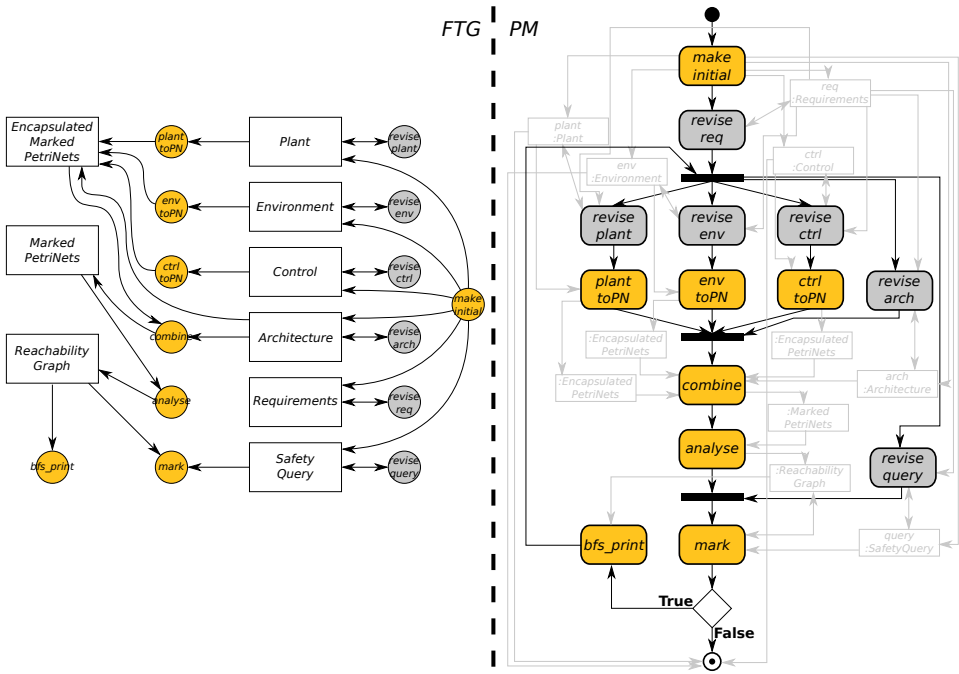 FTG
PM
Encapsulated
Marked
PetriNets
plant
toPN
Plant
revise
plant
env
toPN
Environment
revise
env
Marked
PetriNets
ctrl
toPN
Control
revise
ctrl
make
initial
combine
Architecture
revise
arch
Reachability
Graph
analyse
Requirements
revise
req
bfs_print
mark
Safety
Query
revise
query
make
initial
req
:Requirements
revise
req
plant
:Plant
env
:Environment
ctrl
:Control
revise
plant
revise
env
revise
ctrl
plant
toPN
env
toPN
ctrl
toPN
revise
arch
:Encapsulated
PetriNets
:Encapsulated
PetriNets
:Encapsulated
PetriNets
combine
arch
:Architecture
:Marked
PetriNets
analyse
revise
query
:Reachability
Graph
bfs_print
mark
query
:SafetyQuery
True
False